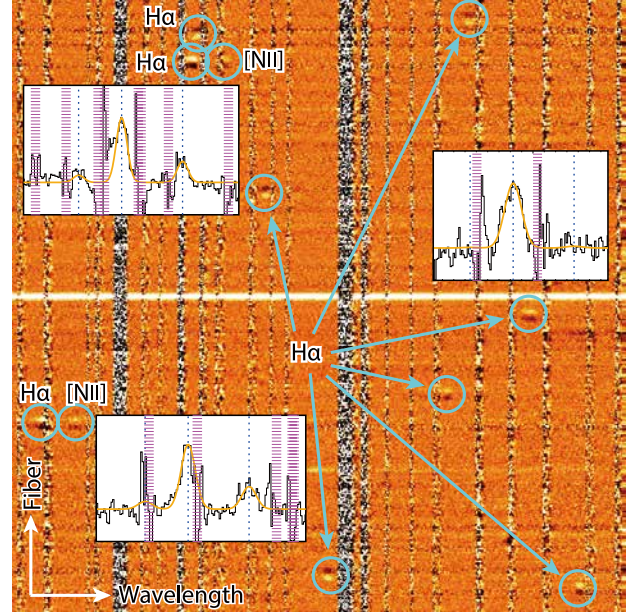 Hα
Hα
[NII]
Hα
Hα
[NII]
Fiber
Wavelength